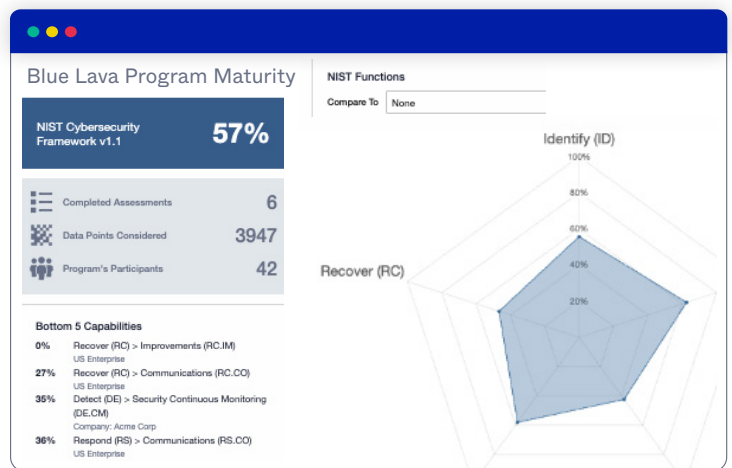 Blue Lava Program Maturity
NIST Cybersecurity
Framework v1.1
57%
Completed Assessments 6
Data Points Considered 3947
Program's Participants 42
Bottom 5 Capabilities
0% Recover (RC) > Improvements (RC.IM)
US Enterprise
27% Recover (RC) > Communications (RC.CO)
US Enterprise
35% Detect (DE) > Security Continuous Monitoring
(DE.CM)
Company: Acme Corp
36% Respond (RS) > Communications (RS.CO)
US Enterprise
NIST Functions
Compare To None
Identify (ID)
100%
80%
60%
40%
20%
Recover (RC)